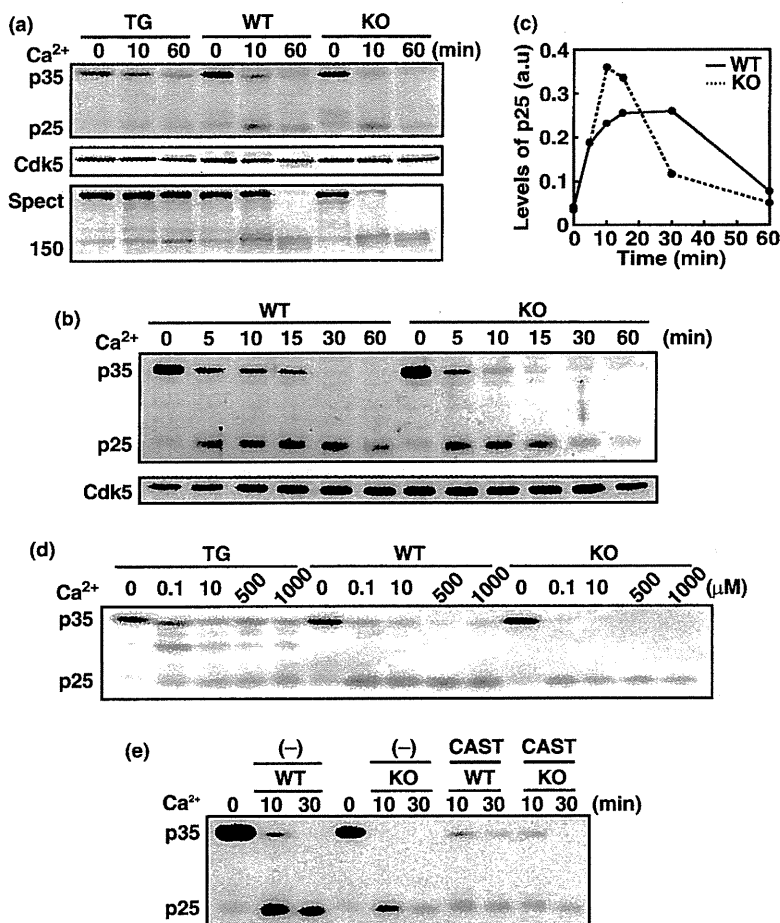 (a)
TG WT KO
Ca²⁺ 0 10 60 0 10 60 0 10 60 (min)
p35
p25
Cdk5
Spect
150
(c)
Levels of p25 (a.u)
0.4
0.3
0.2
0.1
0
WT
KO
0 10 20 30 40 50 60
Time (min)
(b)
WT KO
Ca²⁺ 0 5 10 15 30 60 0 5 10 15 30 60 (min)
p35
p25
Cdk5
(d)
TG WT KO
Ca²⁺ 0 0.1 10 500 1000 0 0.1 10 500 1000 0 0.1 10 500 1000 (μM)
p35
p25
(e)
(–) (–) CAST CAST
WT KO WT KO
Ca²⁺ 0 10 30 0 10 30 10 30 10 30 (min)
p35
p25